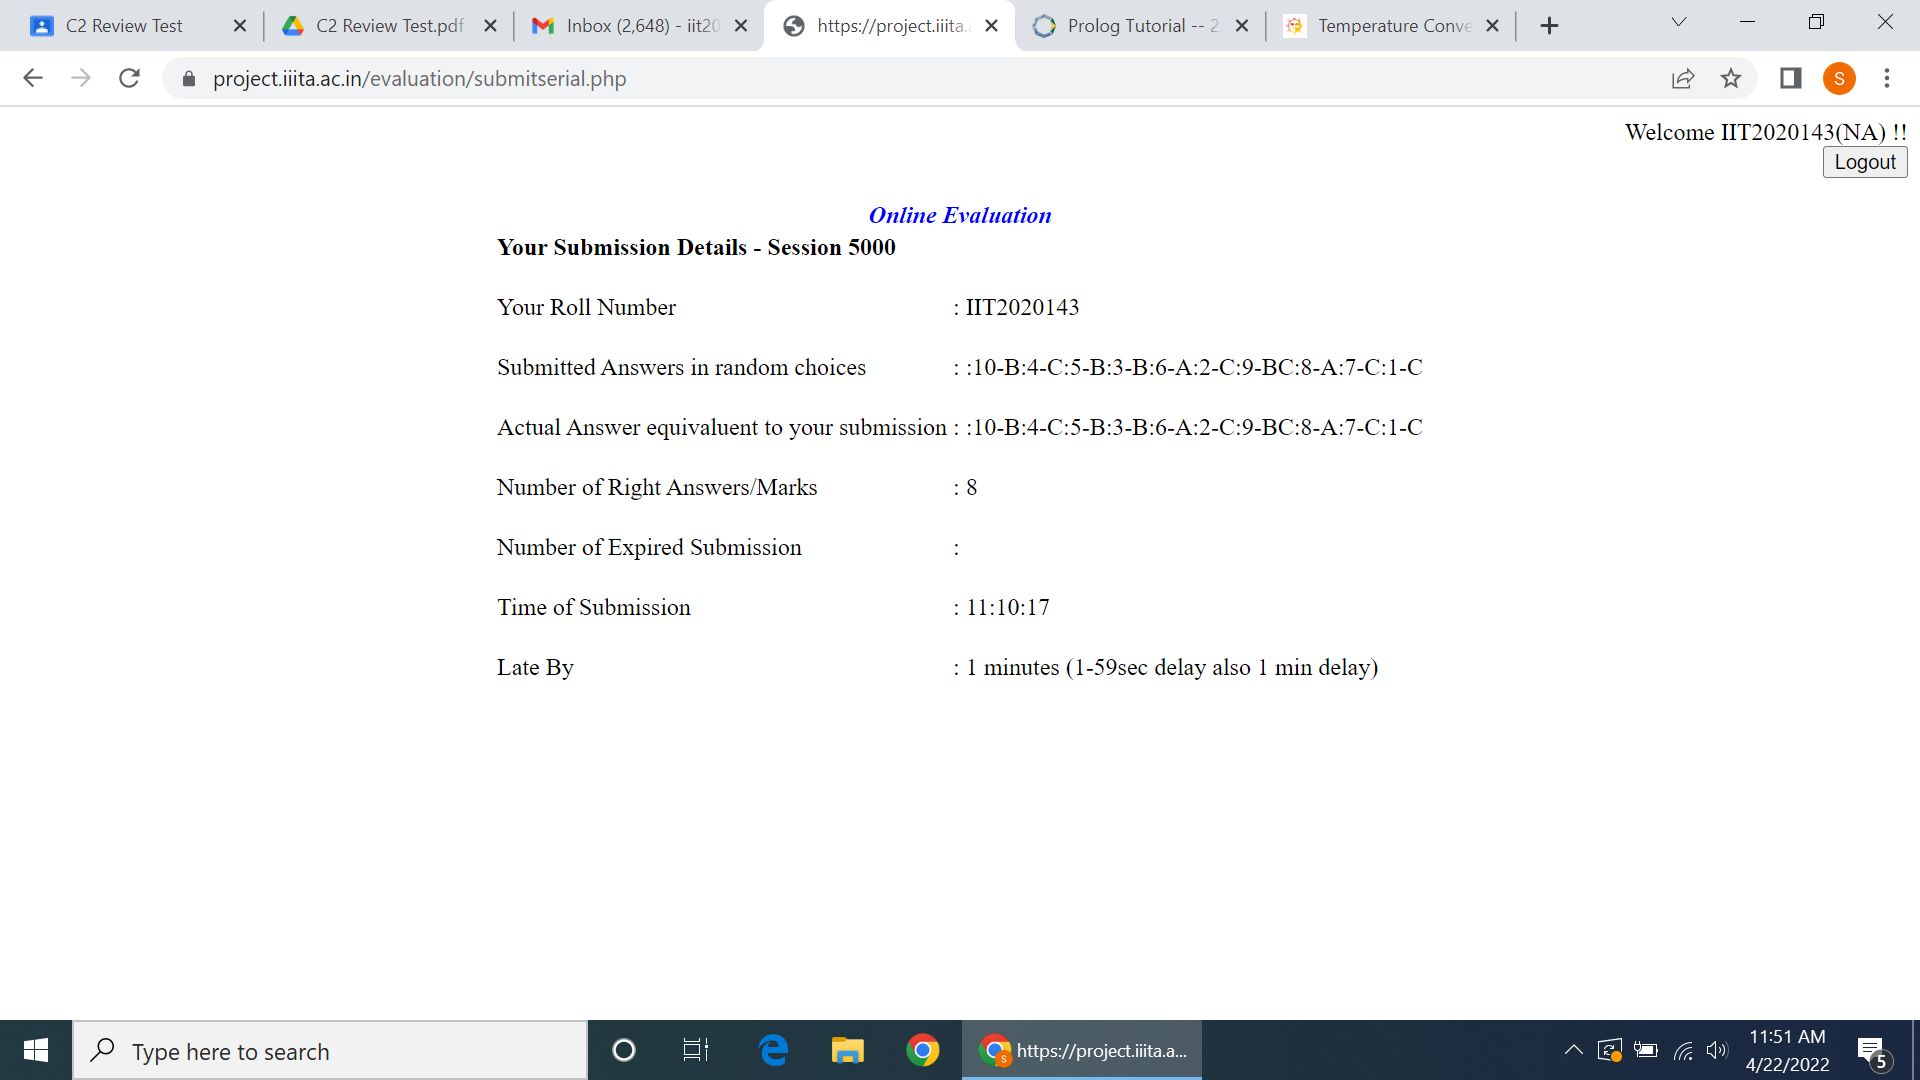 C2 Review Test
C2 Review Test.pdf
Inbox (2,648) - iit20
https://project.iiita.
Prolog Tutorial -- 2
Temperature Conve
project.iiita.ac.in/evaluation/submitserial.php
S
Welcome IIT2020143(NA) !!
Logout
Online Evaluation
Your Submission Details - Session 5000
Your Roll Number : IIT2020143
Submitted Answers in random choices : :10-B:4-C:5-B:3-B:6-A:2-C:9-BC:8-A:7-C:1-C
Actual Answer equivaluent to your submission : :10-B:4-C:5-B:3-B:6-A:2-C:9-BC:8-A:7-C:1-C
Number of Right Answers/Marks : 8
Number of Expired Submission :
Time of Submission : 11:10:17
Late By : 1 minutes (1-59sec delay also 1 min delay)
Type here to search
S
https://project.iiita.a...
11:51 AM
4/22/2022
5